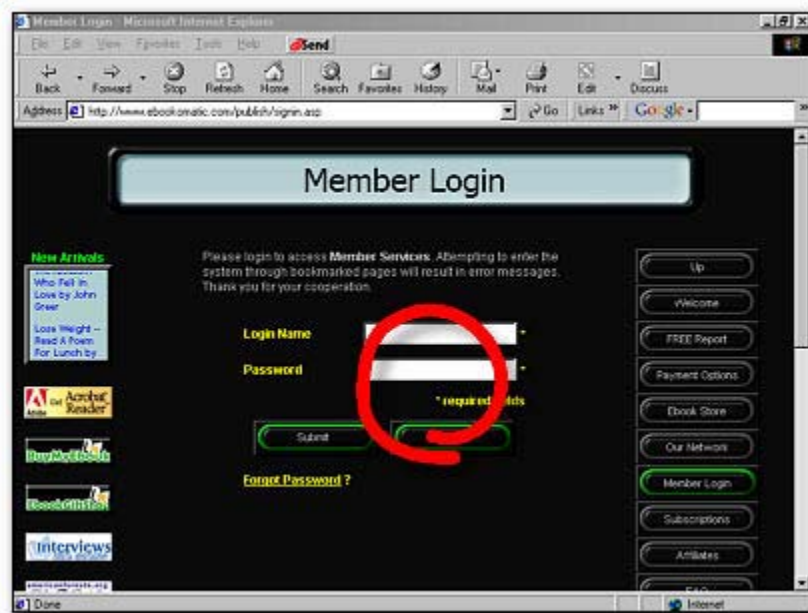 Member Login - Microsoft Internet Explorer
File Edit View Favorites Tools Help Send
Back Forward Stop Refresh Home Search Favorites History Mail Print Edit Discuss
Address http://www.ebookomatic.com/publish/signin.asp Go Links » Google
Member Login
New Arrivals
Who Fell in
Love by John
Greer
Lose Weight --
Read A Poem
For Lunch by
Get Acrobat
Reader
Adobe
BuyMyEbook
interviews
Please login to access Member Services. Attempting to enter the
system through bookmarked pages will result in error messages.
Thank you for your cooperation.
Login Name *
Password *
* required fields
Submit
Forgot Password ?
Up
Welcome
FREE Report
Payment Options
Ebook Store
Our Network
Member Login
Subscriptions
Affiliates
FAQ
Done Internet